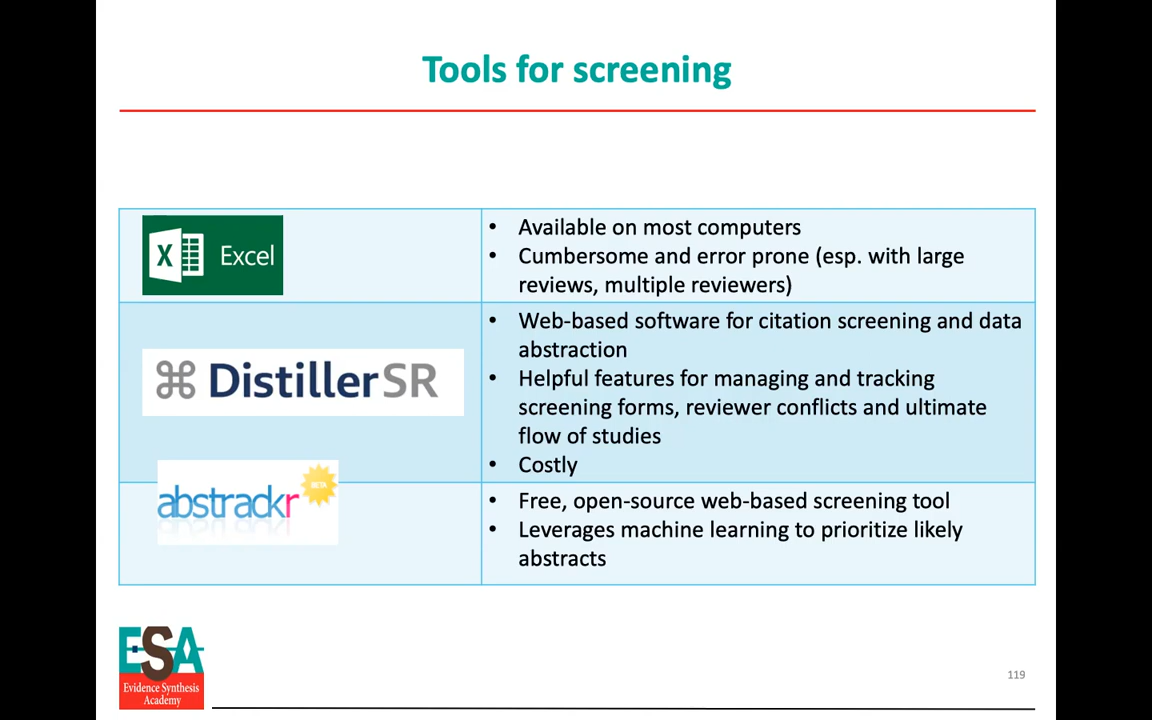 Tools for screening
X Excel
• Available on most computers
• Cumbersome and error prone (esp. with large
reviews, multiple reviewers)
DistillerSR
• Web-based software for citation screening and data
abstraction
• Helpful features for managing and tracking
screening forms, reviewer conflicts and ultimate
flow of studies
• Costly
abstrackr
BETA
• Free, open-source web-based screening tool
• Leverages machine learning to prioritize likely
abstracts
ESA
Evidence Synthesis
Academy
119